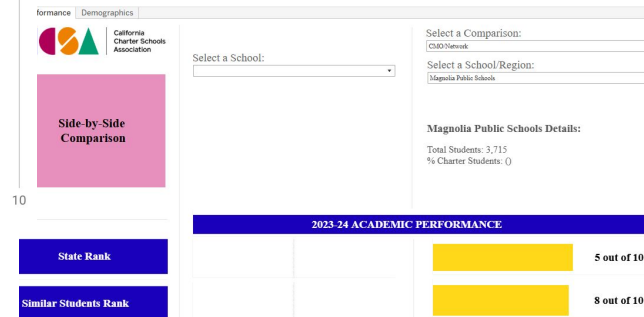 formance Demographics
California
Charter Schools
Association
Select a School:
Select a Comparison:
CMO/Network
Select a School/Region:
Magnolia Public Schools
Side-by-Side
Comparison
Magnolia Public Schools Details:
Total Students: 3,715
% Charter Students: ()
10
2023-24 ACADEMIC PERFORMANCE
State Rank
5 out of 10
Similar Students Rank
8 out of 10